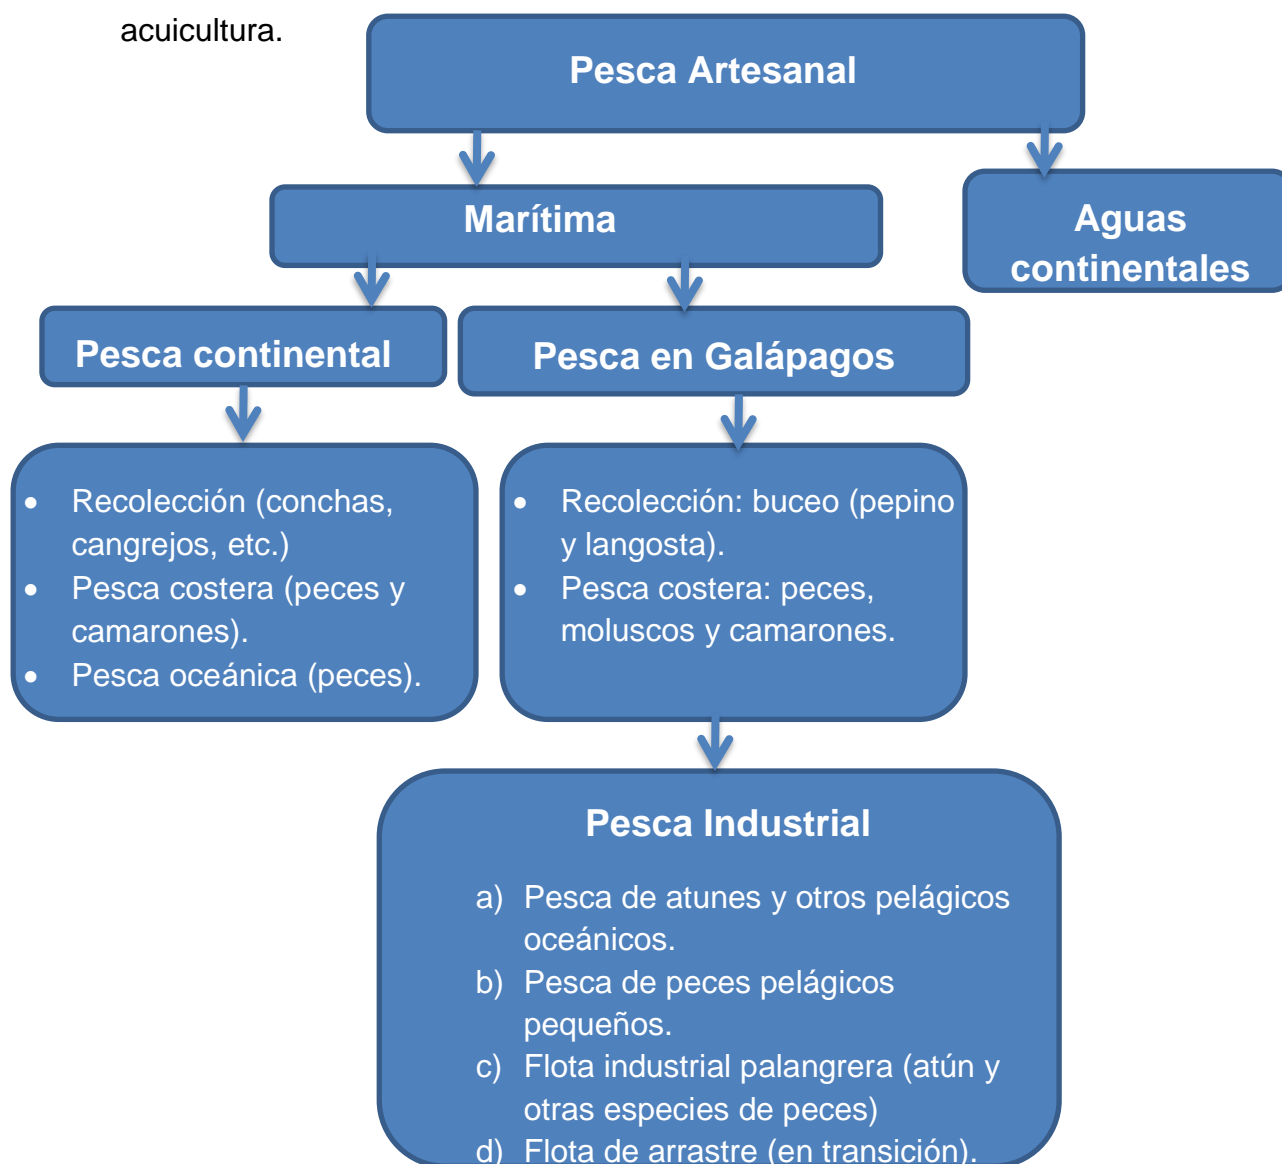 acuicultura.
Pesca Artesanal
Marítima
Aguas
continentales
Pesca continental
Pesca en Galápagos
• Recolección (conchas,
cangrejos, etc.)
• Pesca costera (peces y
camarones).
• Pesca oceánica (peces).
• Recolección: buceo (pepino
y langosta).
• Pesca costera: peces,
moluscos y camarones.
Pesca Industrial
a) Pesca de atunes y otros pelágicos
oceánicos.
b) Pesca de peces pelágicos
pequeños.
c) Flota industrial palangrera (atún y
otras especies de peces)
d) Flota de arrastre (en transición).